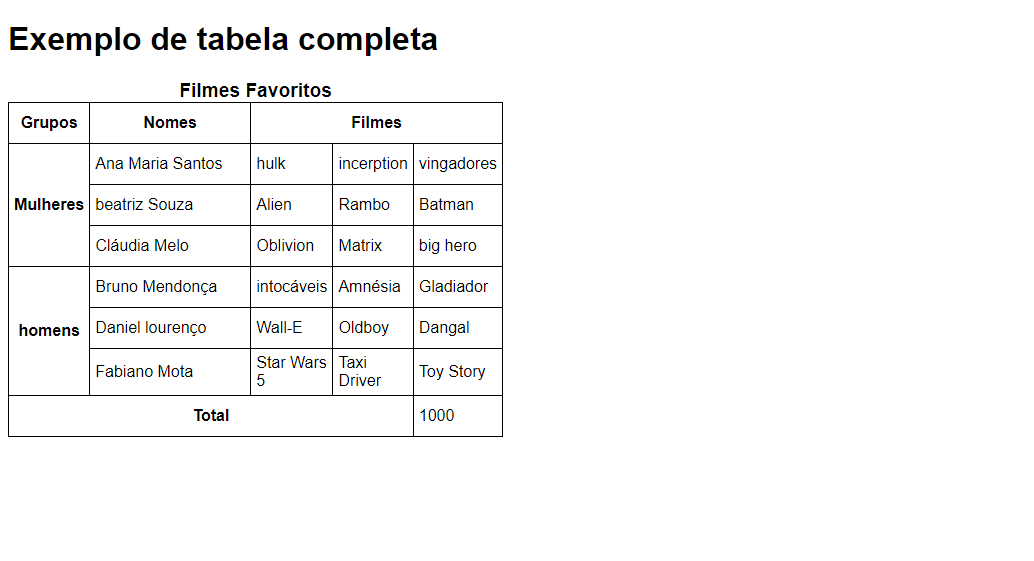 Exemplo de tabela completa
Filmes Favoritos
Grupos Nomes Filmes
Mulheres
Ana Maria Santos hulk incerption vingadores
beatriz Souza Alien Rambo Batman
Cláudia Melo Oblivion Matrix big hero
homens
Bruno Mendonça intocáveis Amnésia Gladiador
Daniel lourenço Wall-E Oldboy Dangal
Fabiano Mota Star Wars 5 Taxi Driver Toy Story
Total 1000